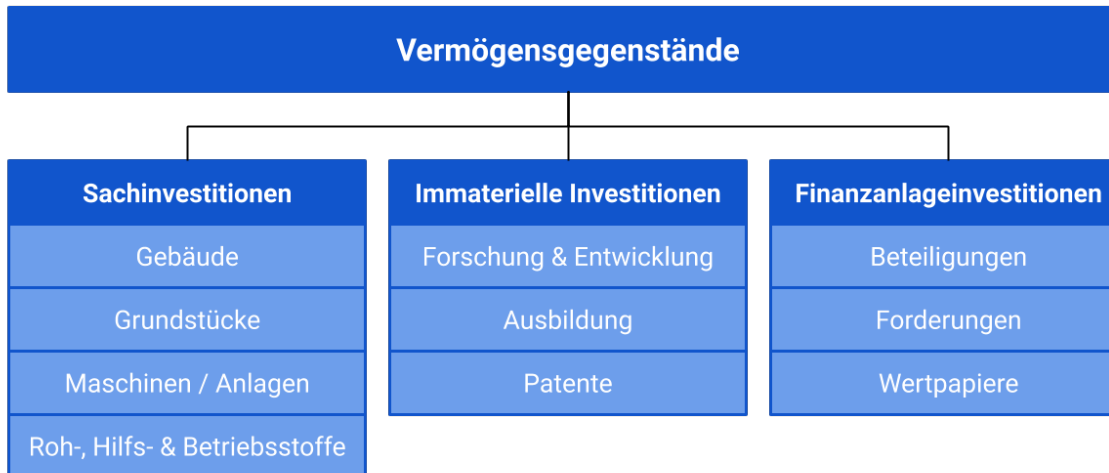 Vermögensgegenstände
Sachinvestitionen
Gebäude
Grundstücke
Maschinen / Anlagen
Roh-, Hilfs- & Betriebsstoffe
Immaterielle Investitionen
Forschung & Entwicklung
Ausbildung
Patente
Finanzanlageinvestitionen
Beteiligungen
Forderungen
Wertpapiere